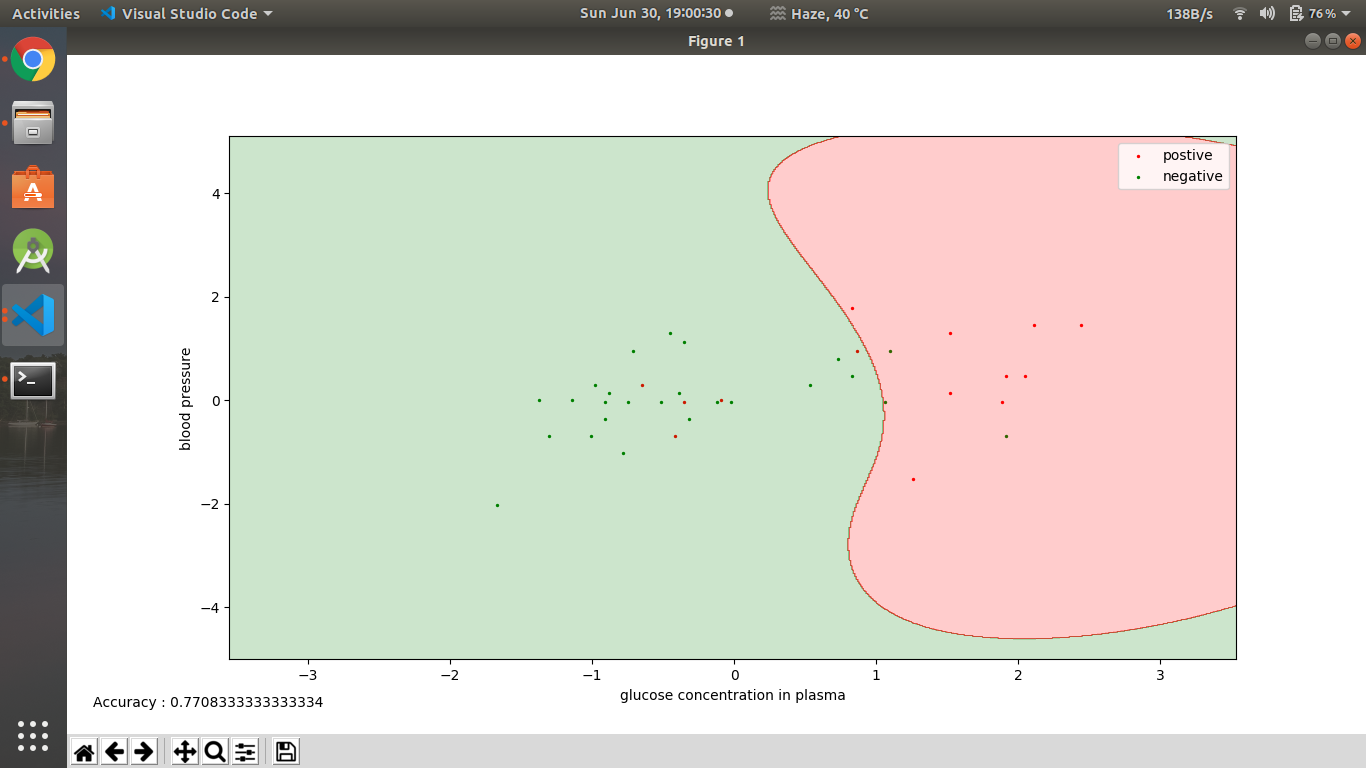 Activities Visual Studio Code Sun Jun 30, 19:00:30 Haze, 40 °C 138B/s 76%
Figure 1
postive
negative
4
2
0
−2
−4
blood pressure
−3 −2 −1 0 1 2 3
glucose concentration in plasma
Accuracy : 0.7708333333333334